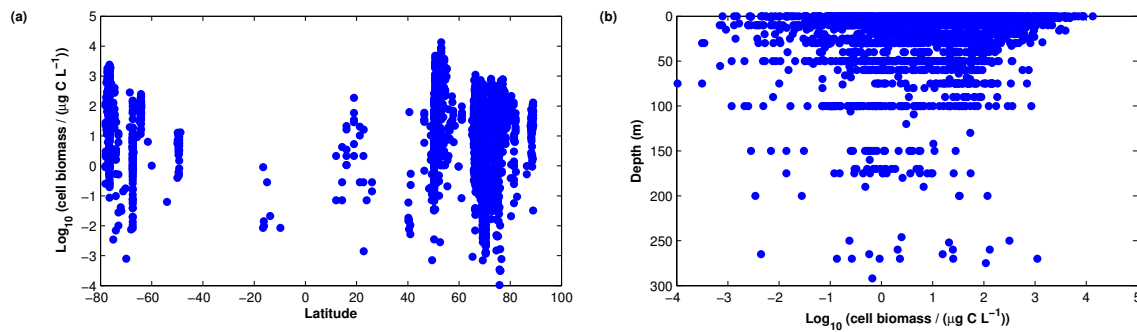 (a)
5
4
3
2
1
0
−1
−2
−3
−4
−80 −60 −40 −20 0 20 40 60 80 100
Latitude
Log10 (cell biomass / (μg C L−1))
(b)
0
50
100
150
200
250
300
−4 −3 −2 −1 0 1 2 3 4 5
Depth (m)
Log10 (cell biomass / (μg C L−1))